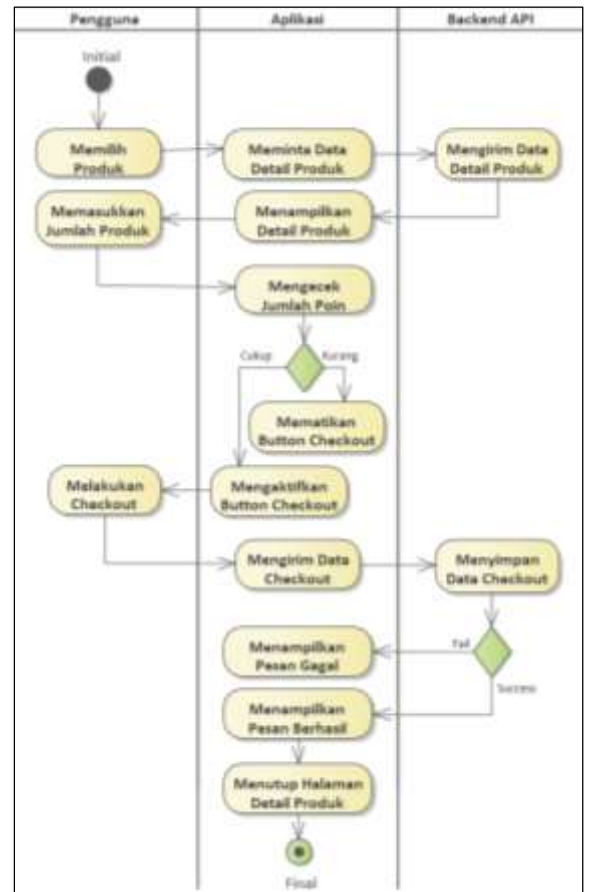 Pengguna
Aplikasi
Backend API
Initial
Memilih
Produk
Meminta Data
Detail Produk
Mengirim Data
Detail Produk
Memasukkan
Jumlah Produk
Menampilkan
Detail Produk
Mengecek
Jumlah Poin
Cukup
Kurang
Mematikan
Button Checkout
Melakukan
Checkout
Mengaktifkan
Button Checkout
Mengirim Data
Checkout
Menyimpan
Data Checkout
Menampilkan
Pesan Gagal
Fail
Success
Menampilkan
Pesan Berhasil
Menutup Halaman
Detail Produk
Final